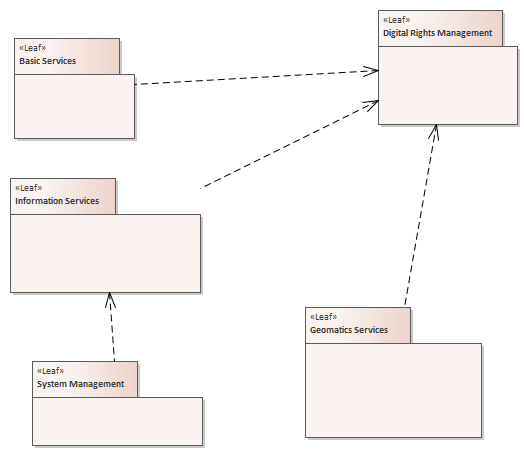 «Leaf»
Digital Rights Management
«Leaf»
Basic Services
«Leaf»
Information Services
«Leaf»
Geomatics Services
«Leaf»
System Management